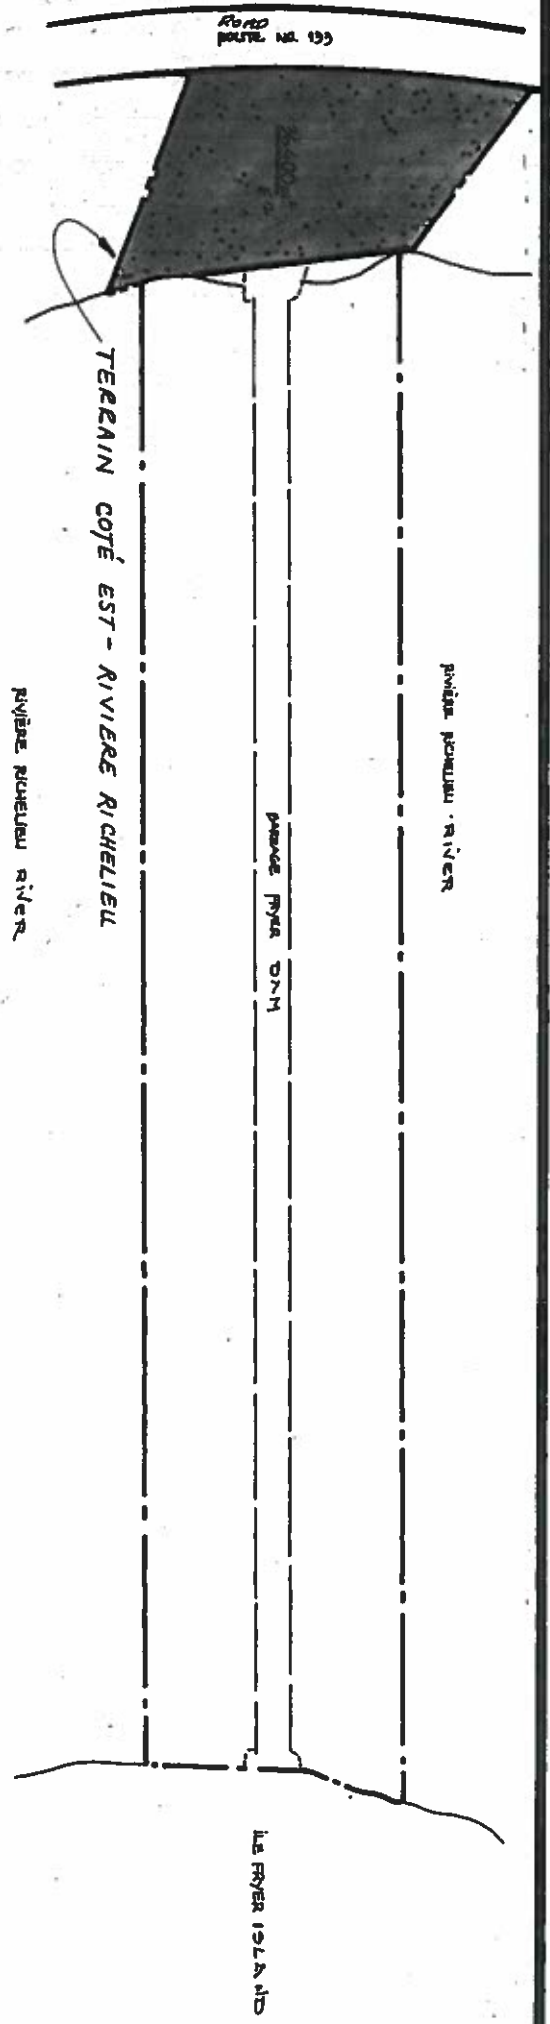 ROAD
ROUTE NO. 133
TERRAIN COTÉ EST - RIVIERE RICHELIEU
RIVIÈRE RICHELIEU RIVER
BARRAGE FRYER DAM
RIVIÈRE RICHELIEU RIVER
ÎLE FRYER ISLAND